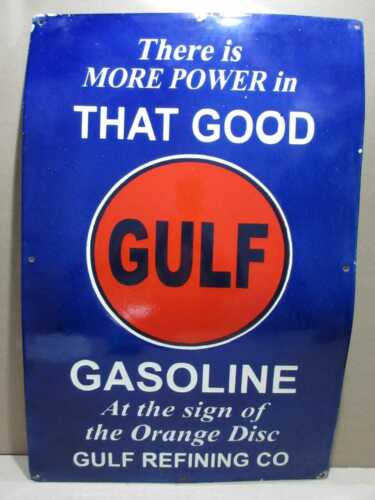 There is
MORE POWER in
THAT GOOD
GULF
GASOLINE
At the sign of
the Orange Disc
GULF REFINING CO